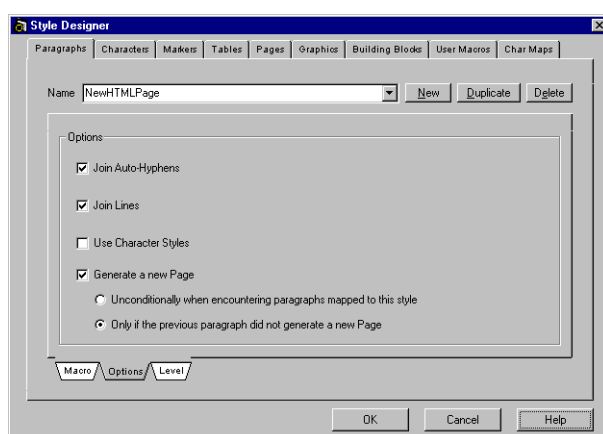 Style Designer
Paragraphs Characters Markers Tables Pages Graphics Building Blocks User Macros Char Maps
Name NewHTMLPage New Duplicate Delete
Options
Join Auto-Hyphens
Join Lines
Use Character Styles
Generate a new Page
Unconditionally when encountering paragraphs mapped to this style
Only if the previous paragraph did not generate a new Page
Macro Options Level
OK Cancel Help